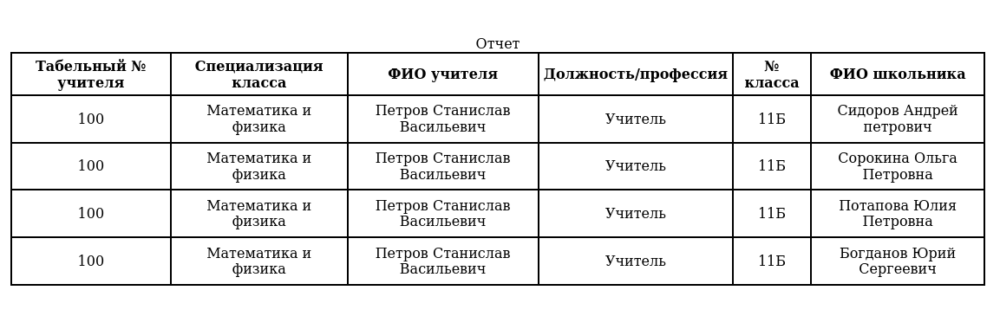 Отчет
Табельный № учителя Специализация класса ФИО учителя Должность/профессия № класса ФИО школьника
100 Математика и физика Петров Станислав Васильевич Учитель 11Б Сидоров Андрей петрович
100 Математика и физика Петров Станислав Васильевич Учитель 11Б Сорокина Ольга Петровна
100 Математика и физика Петров Станислав Васильевич Учитель 11Б Потапова Юлия Петровна
100 Математика и физика Петров Станислав Васильевич Учитель 11Б Богданов Юрий Сергеевич